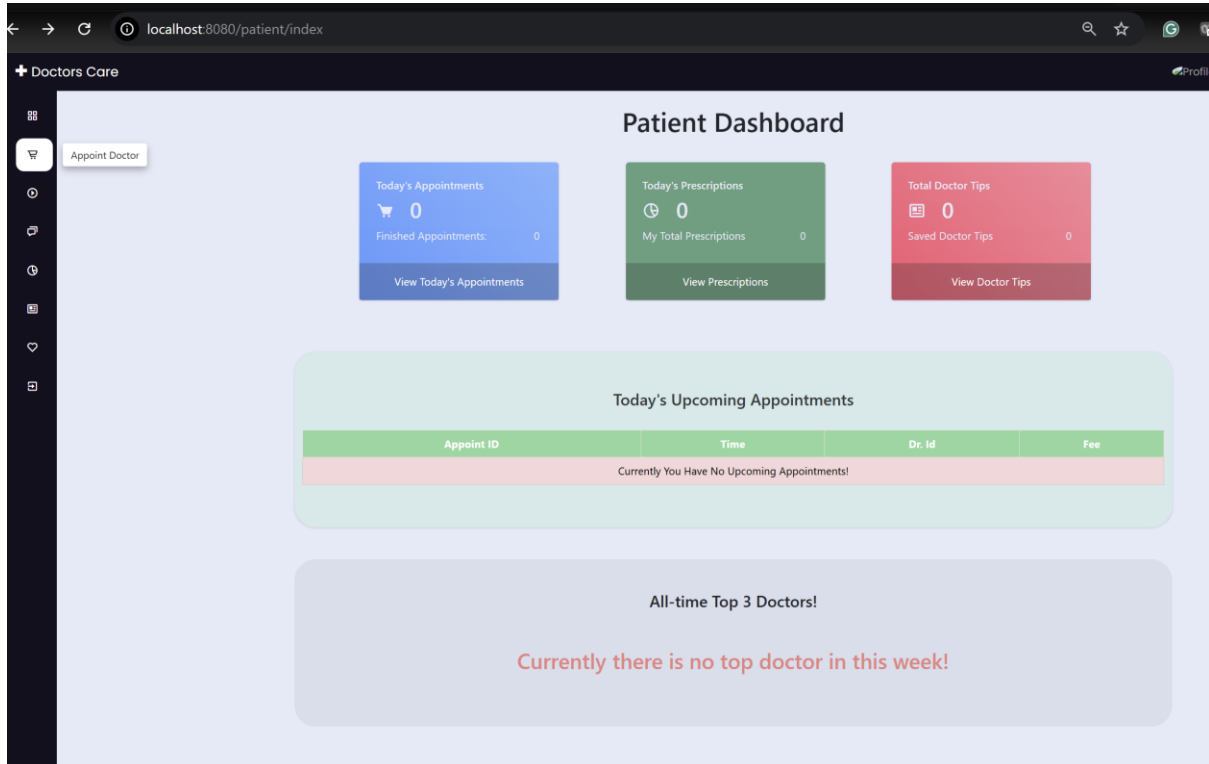 localhost:8080/patient/index
Doctors Care
Profil
Patient Dashboard
Appoint Doctor
Today's Appointments
0
Finished Appointments: 0
View Today's Appointments
Today's Prescriptions
0
My Total Prescriptions 0
View Prescriptions
Total Doctor Tips
0
Saved Doctor Tips 0
View Doctor Tips
Today's Upcoming Appointments
Appoint ID Time Dr. Id Fee
Currently You Have No Upcoming Appointments!
All-time Top 3 Doctors!
Currently there is no top doctor in this week!